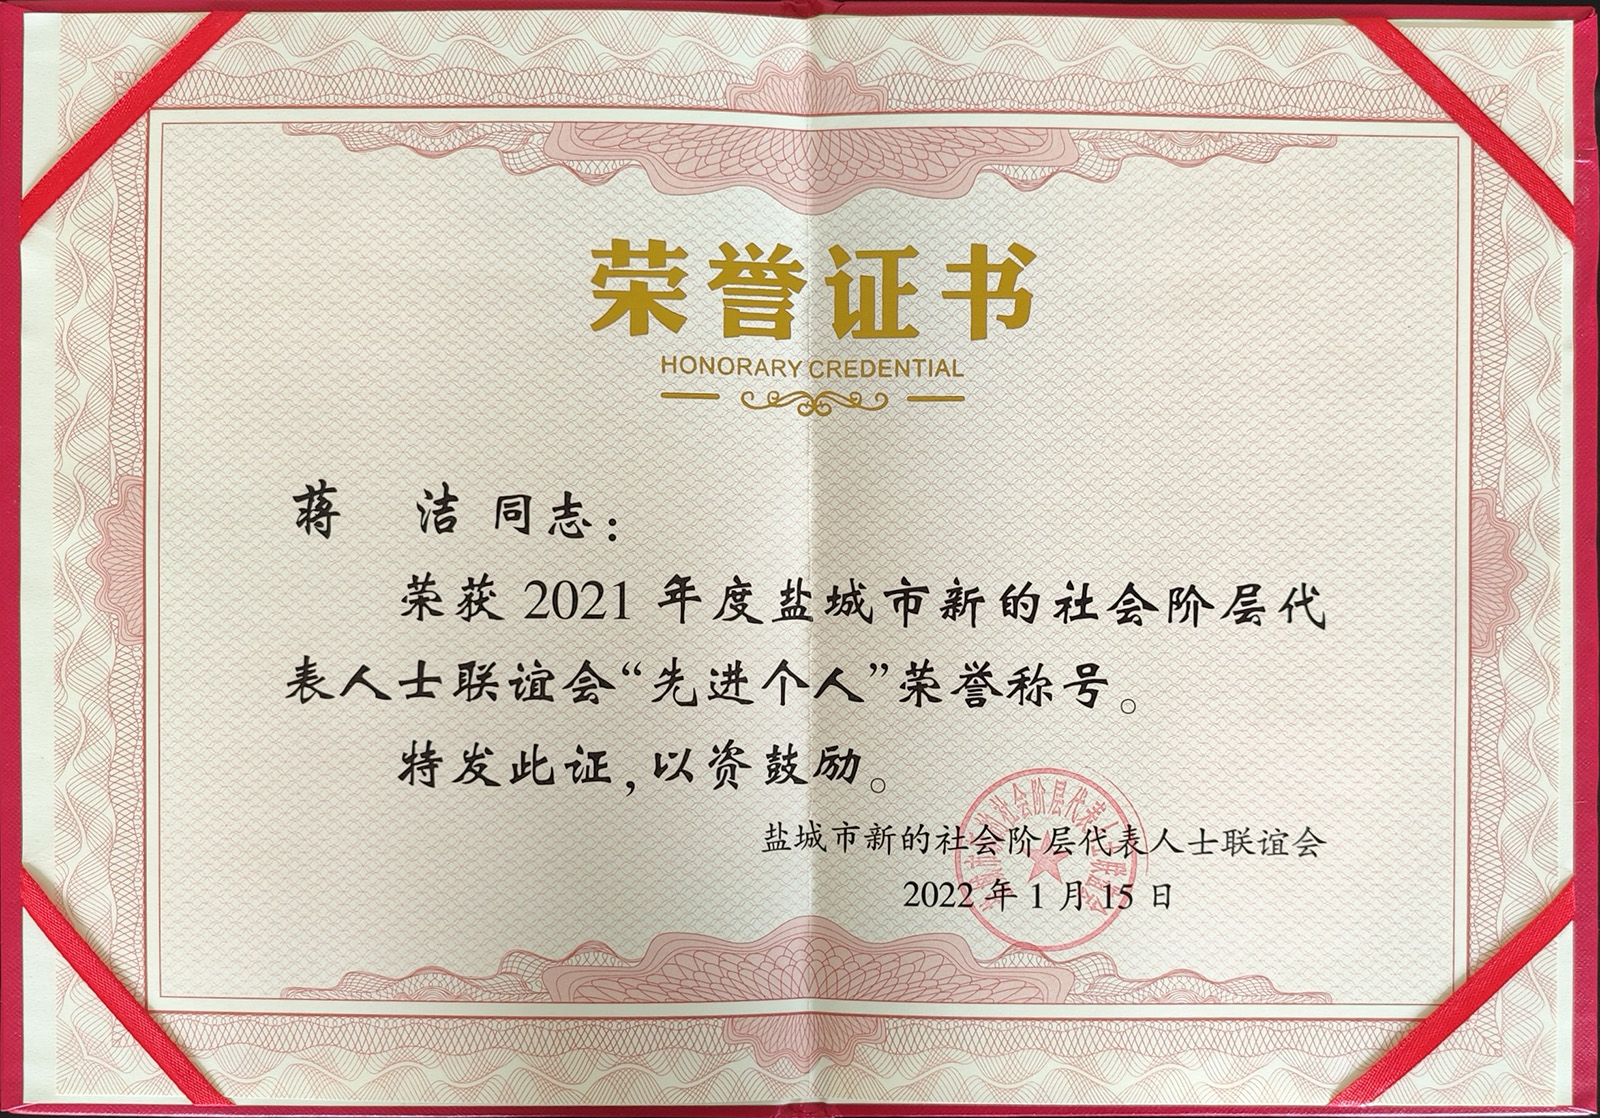 荣誉证书
HONORARY CREDENTIAL
蒋 洁 同志：
荣获 2021 年度盐城市新的社会阶层代
表人士联谊会“先进个人”荣誉称号。
特发此证，以资鼓励。
盐城市新的社会阶层代表人士联谊会
2022 年 1 月 15 日